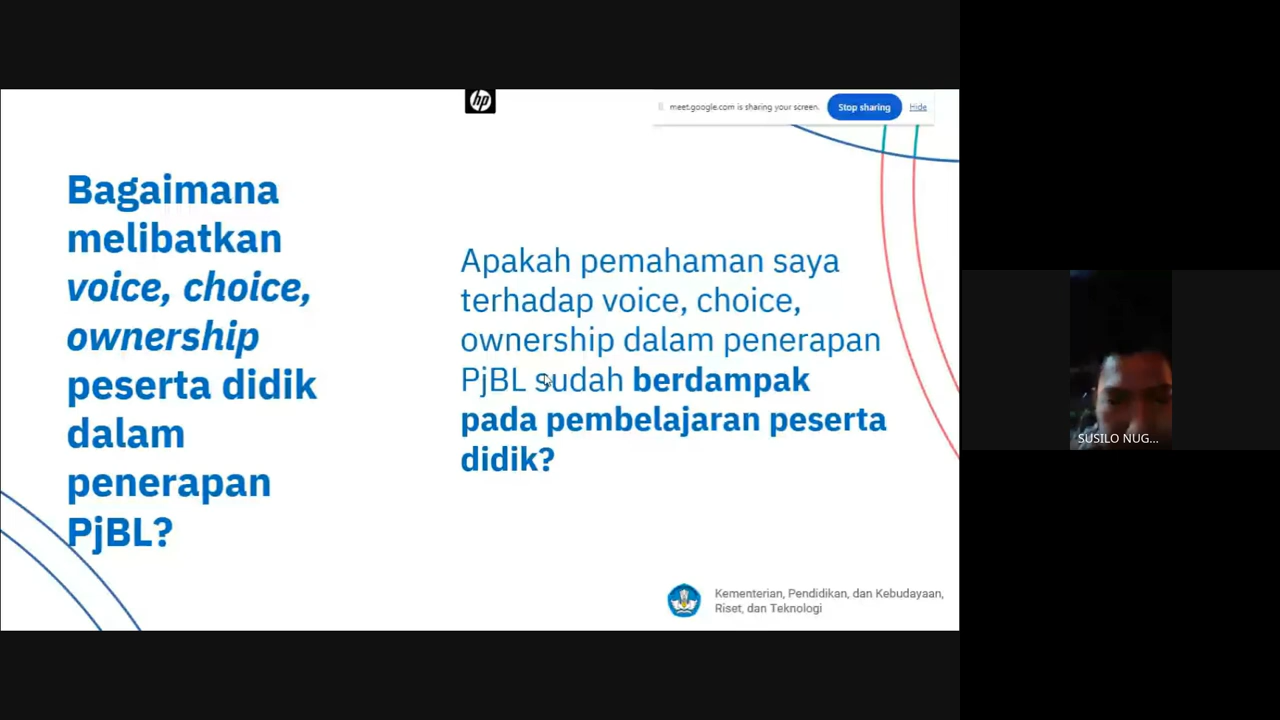 hp
meet.google.com is sharing your screen.
Stop sharing
Hide
Bagaimana
melibatkan
voice, choice,
ownership
peserta didik
dalam
penerapan
PjBL?
Apakah pemahaman saya
terhadap voice, choice,
ownership dalam penerapan
PjBL sudah berdampak
pada pembelajaran peserta
didik?
Kementerian, Pendidikan, dan Kebudayaan,
Riset, dan Teknologi
SUSILO NUG...